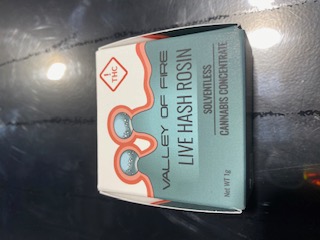 !
THC
VALLEY OF FIRE
LIVE HASH ROSIN
SOLVENTLESS
CANNABIS CONCENTRATE
Net WT 1g